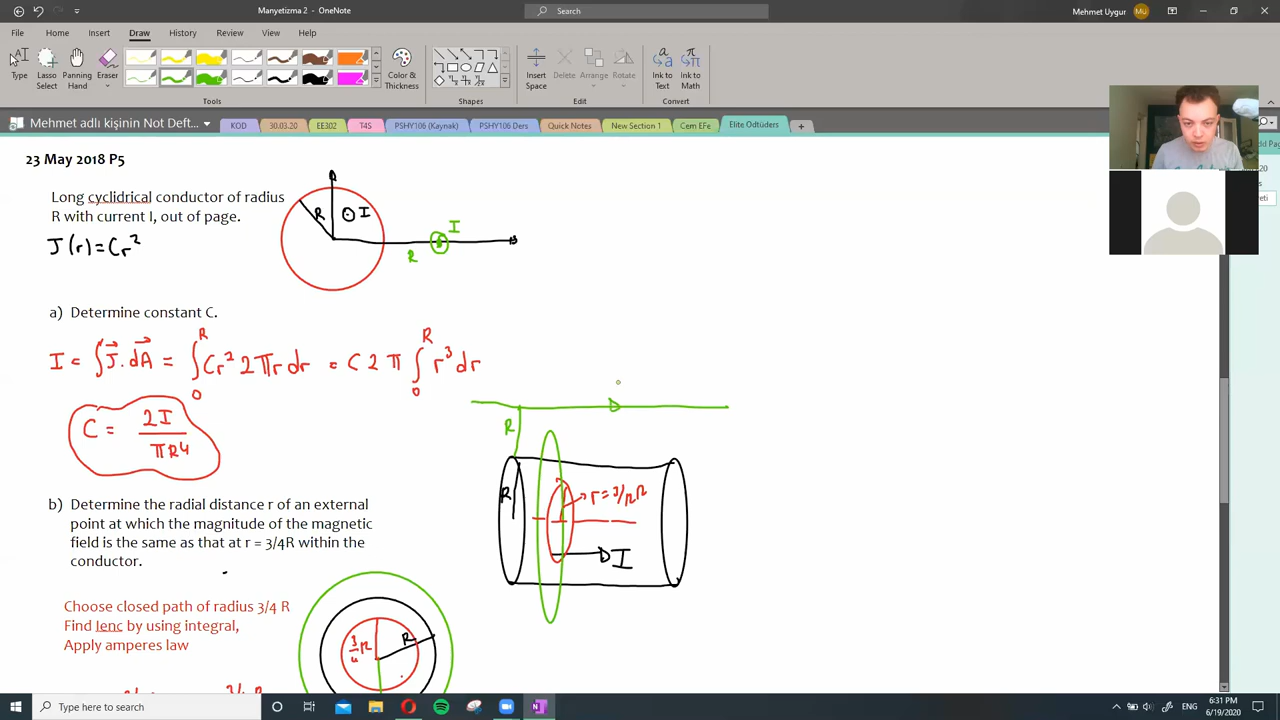 Manyetizma 2 - OneNote
Search
Mehmet Uygur MU
File Home Insert Draw History Review View Help
Type
Lasso Select
Panning Hand
Eraser
Color & Thickness
Insert Space
Delete
Arrange
Rotate
Ink to Text
Ink to Math
Tools
Shapes
Edit
Convert
Mehmet adlı kişinin Not Deft...
KOD 30.03.20 EE302 T4S PSHY106 (Kaynak) PSHY106 Ders Quick Notes New Section 1 Cem EFe Elite Odtüders
23 May 2018 P5
Long cyclidrical conductor of radius
R with current I, out of page.
J(r) = Cr²
R I
I
R
a) Determine constant C.
I = ∫ J⃗ . dA⃗ = ∫₀ᴿ Cr² 2πr dr = C 2π ∫₀ᴿ r³ dr
C = 2I / πR⁴
R
R
I
b) Determine the radial distance r of an external
point at which the magnitude of the magnetic
field is the same as that at r = 3/4R within the
conductor.
Choose closed path of radius 3/4 R
Find Ienc by using integral,
Apply amperes law
3/4 R
R
Type here to search
6:31 PM
6/19/2020